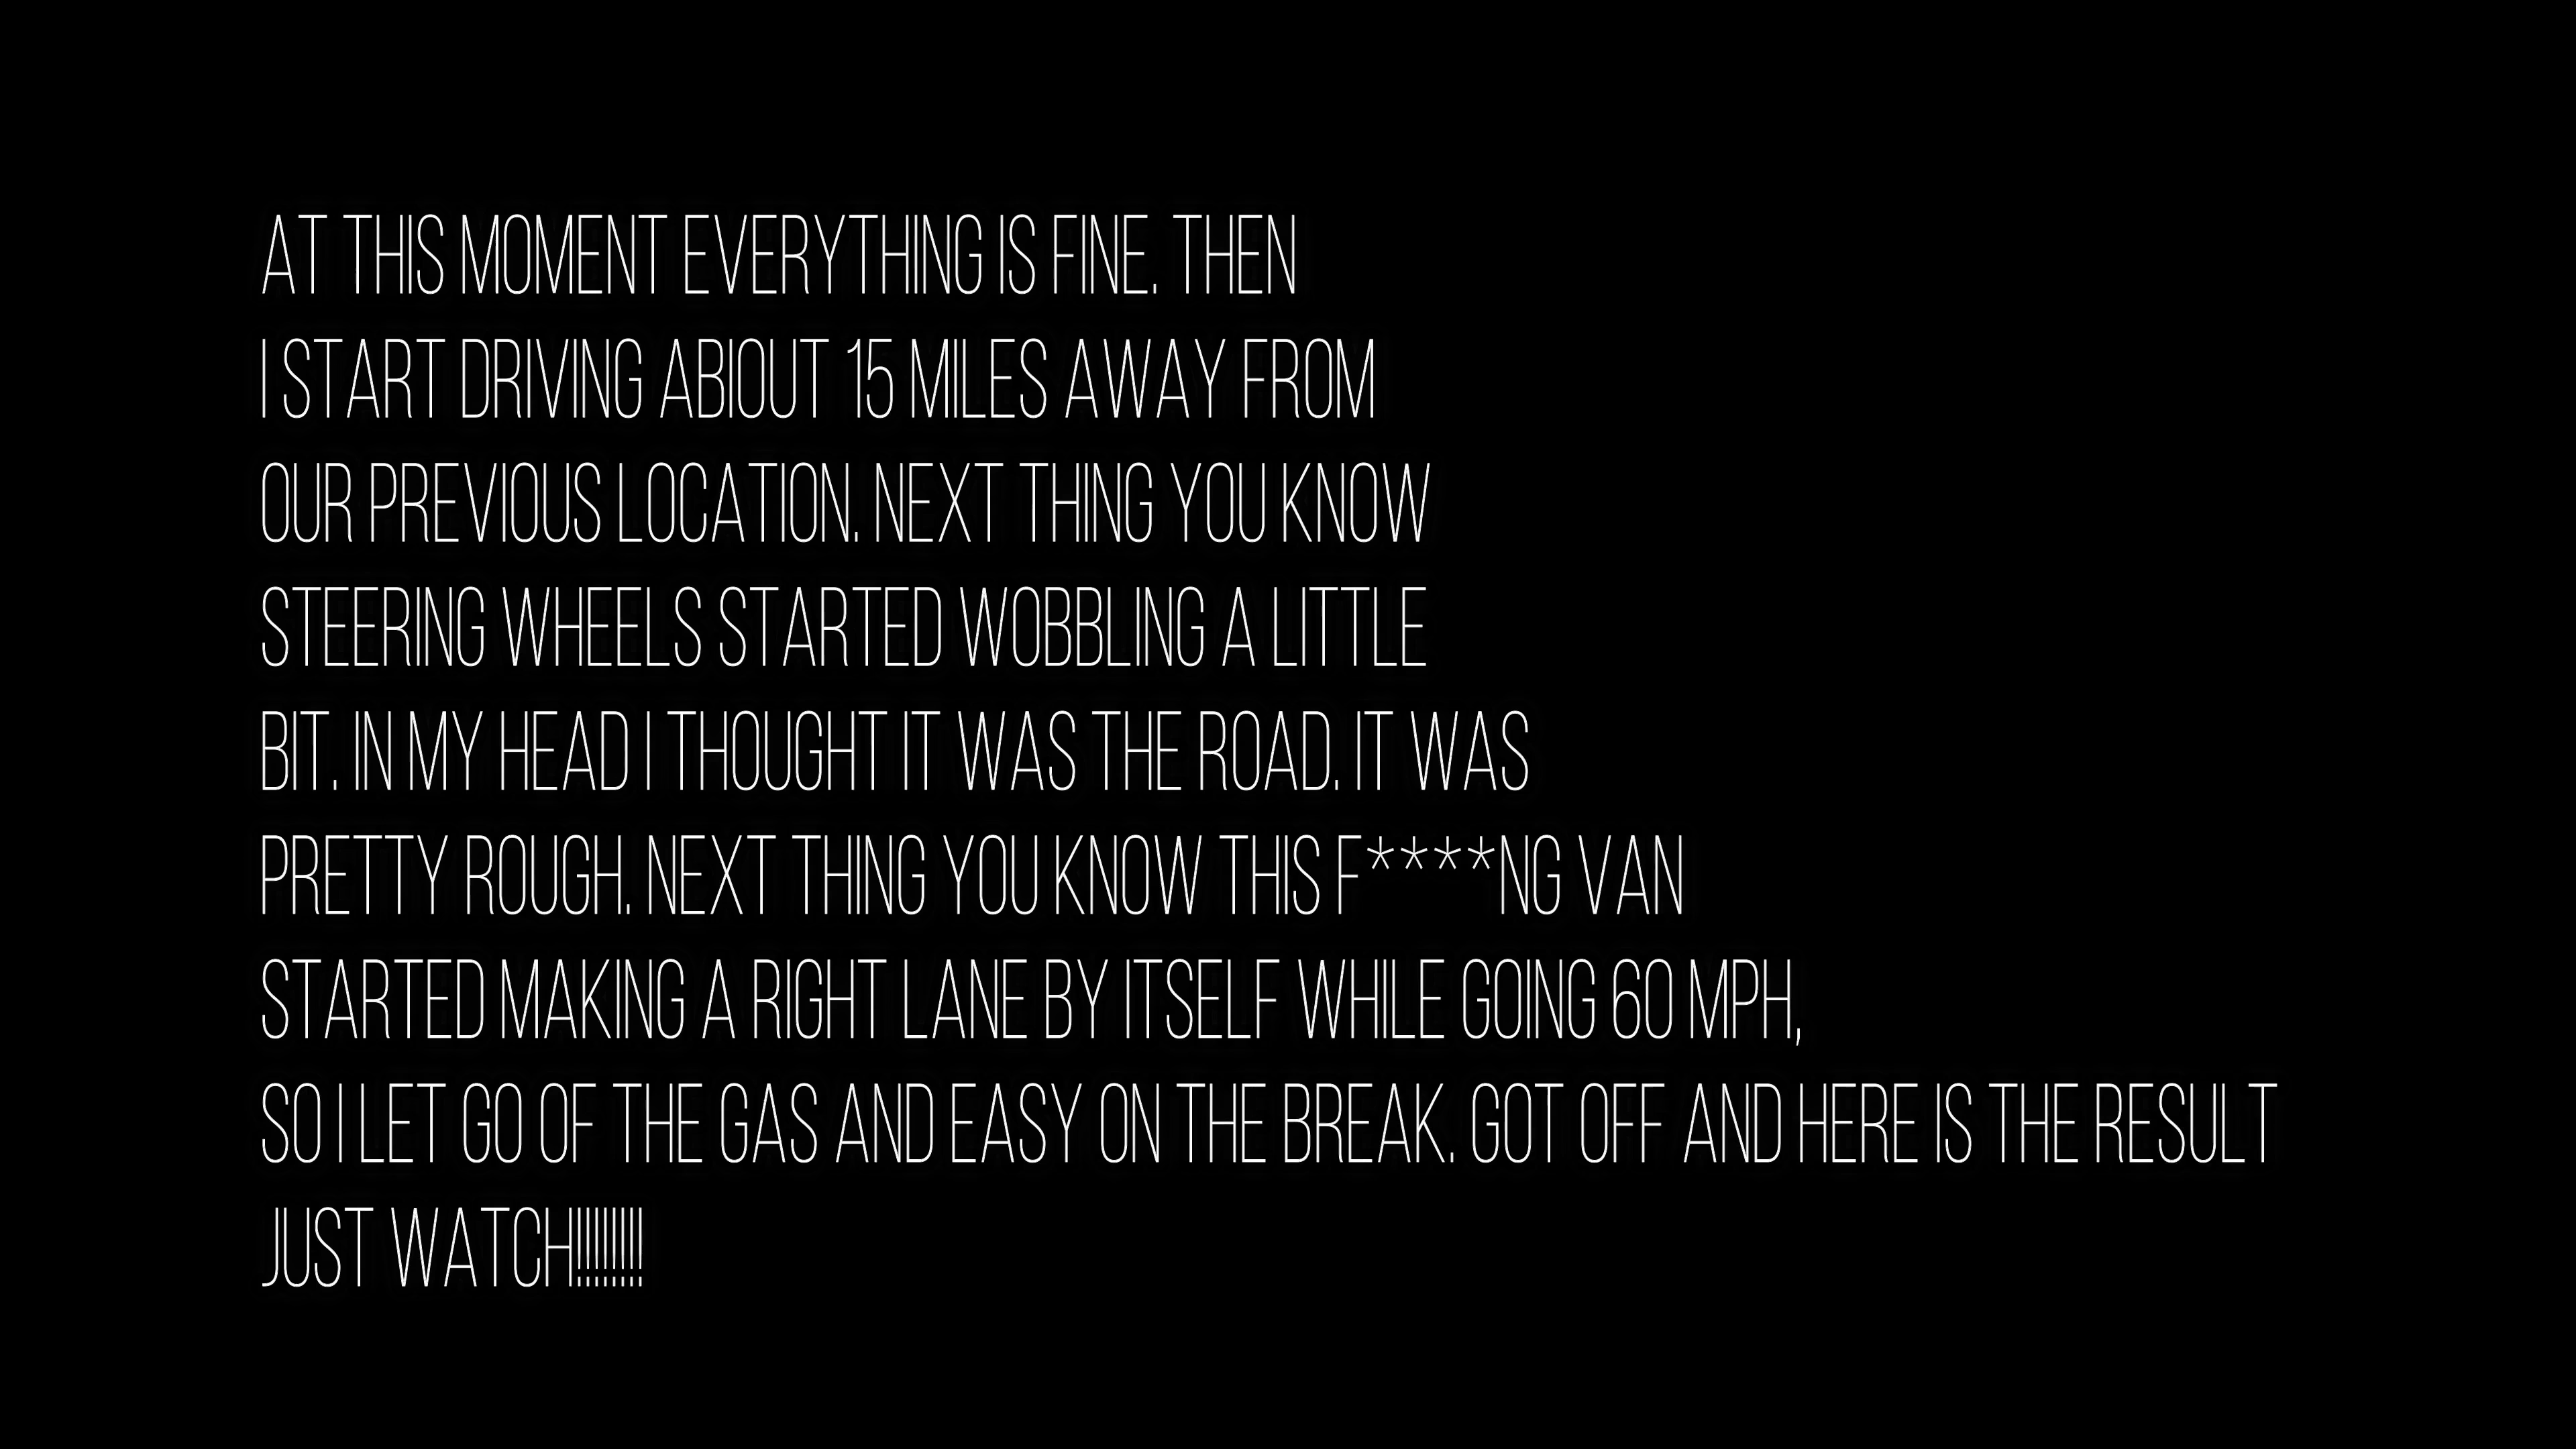 AT THIS MOMENT EVERYTHING IS FINE. THEN
I START DRIVING ABIOUT 15 MILES AWAY FROM
OUR PREVIOUS LOCATION. NEXT THING YOU KNOW
STEERING WHEELS STARTED WOBBLING A LITTLE
BIT. IN MY HEAD I THOUGHT IT WAS THE ROAD. IT WAS
PRETTY ROUGH. NEXT THING YOU KNOW THIS F****NG VAN
STARTED MAKING A RIGHT LANE BY ITSELF WHILE GOING 60 MPH,
SO I LET GO OF THE GAS AND EASY ON THE BREAK. GOT OFF AND HERE IS THE RESULT
JUST WATCH!!!!!!!!